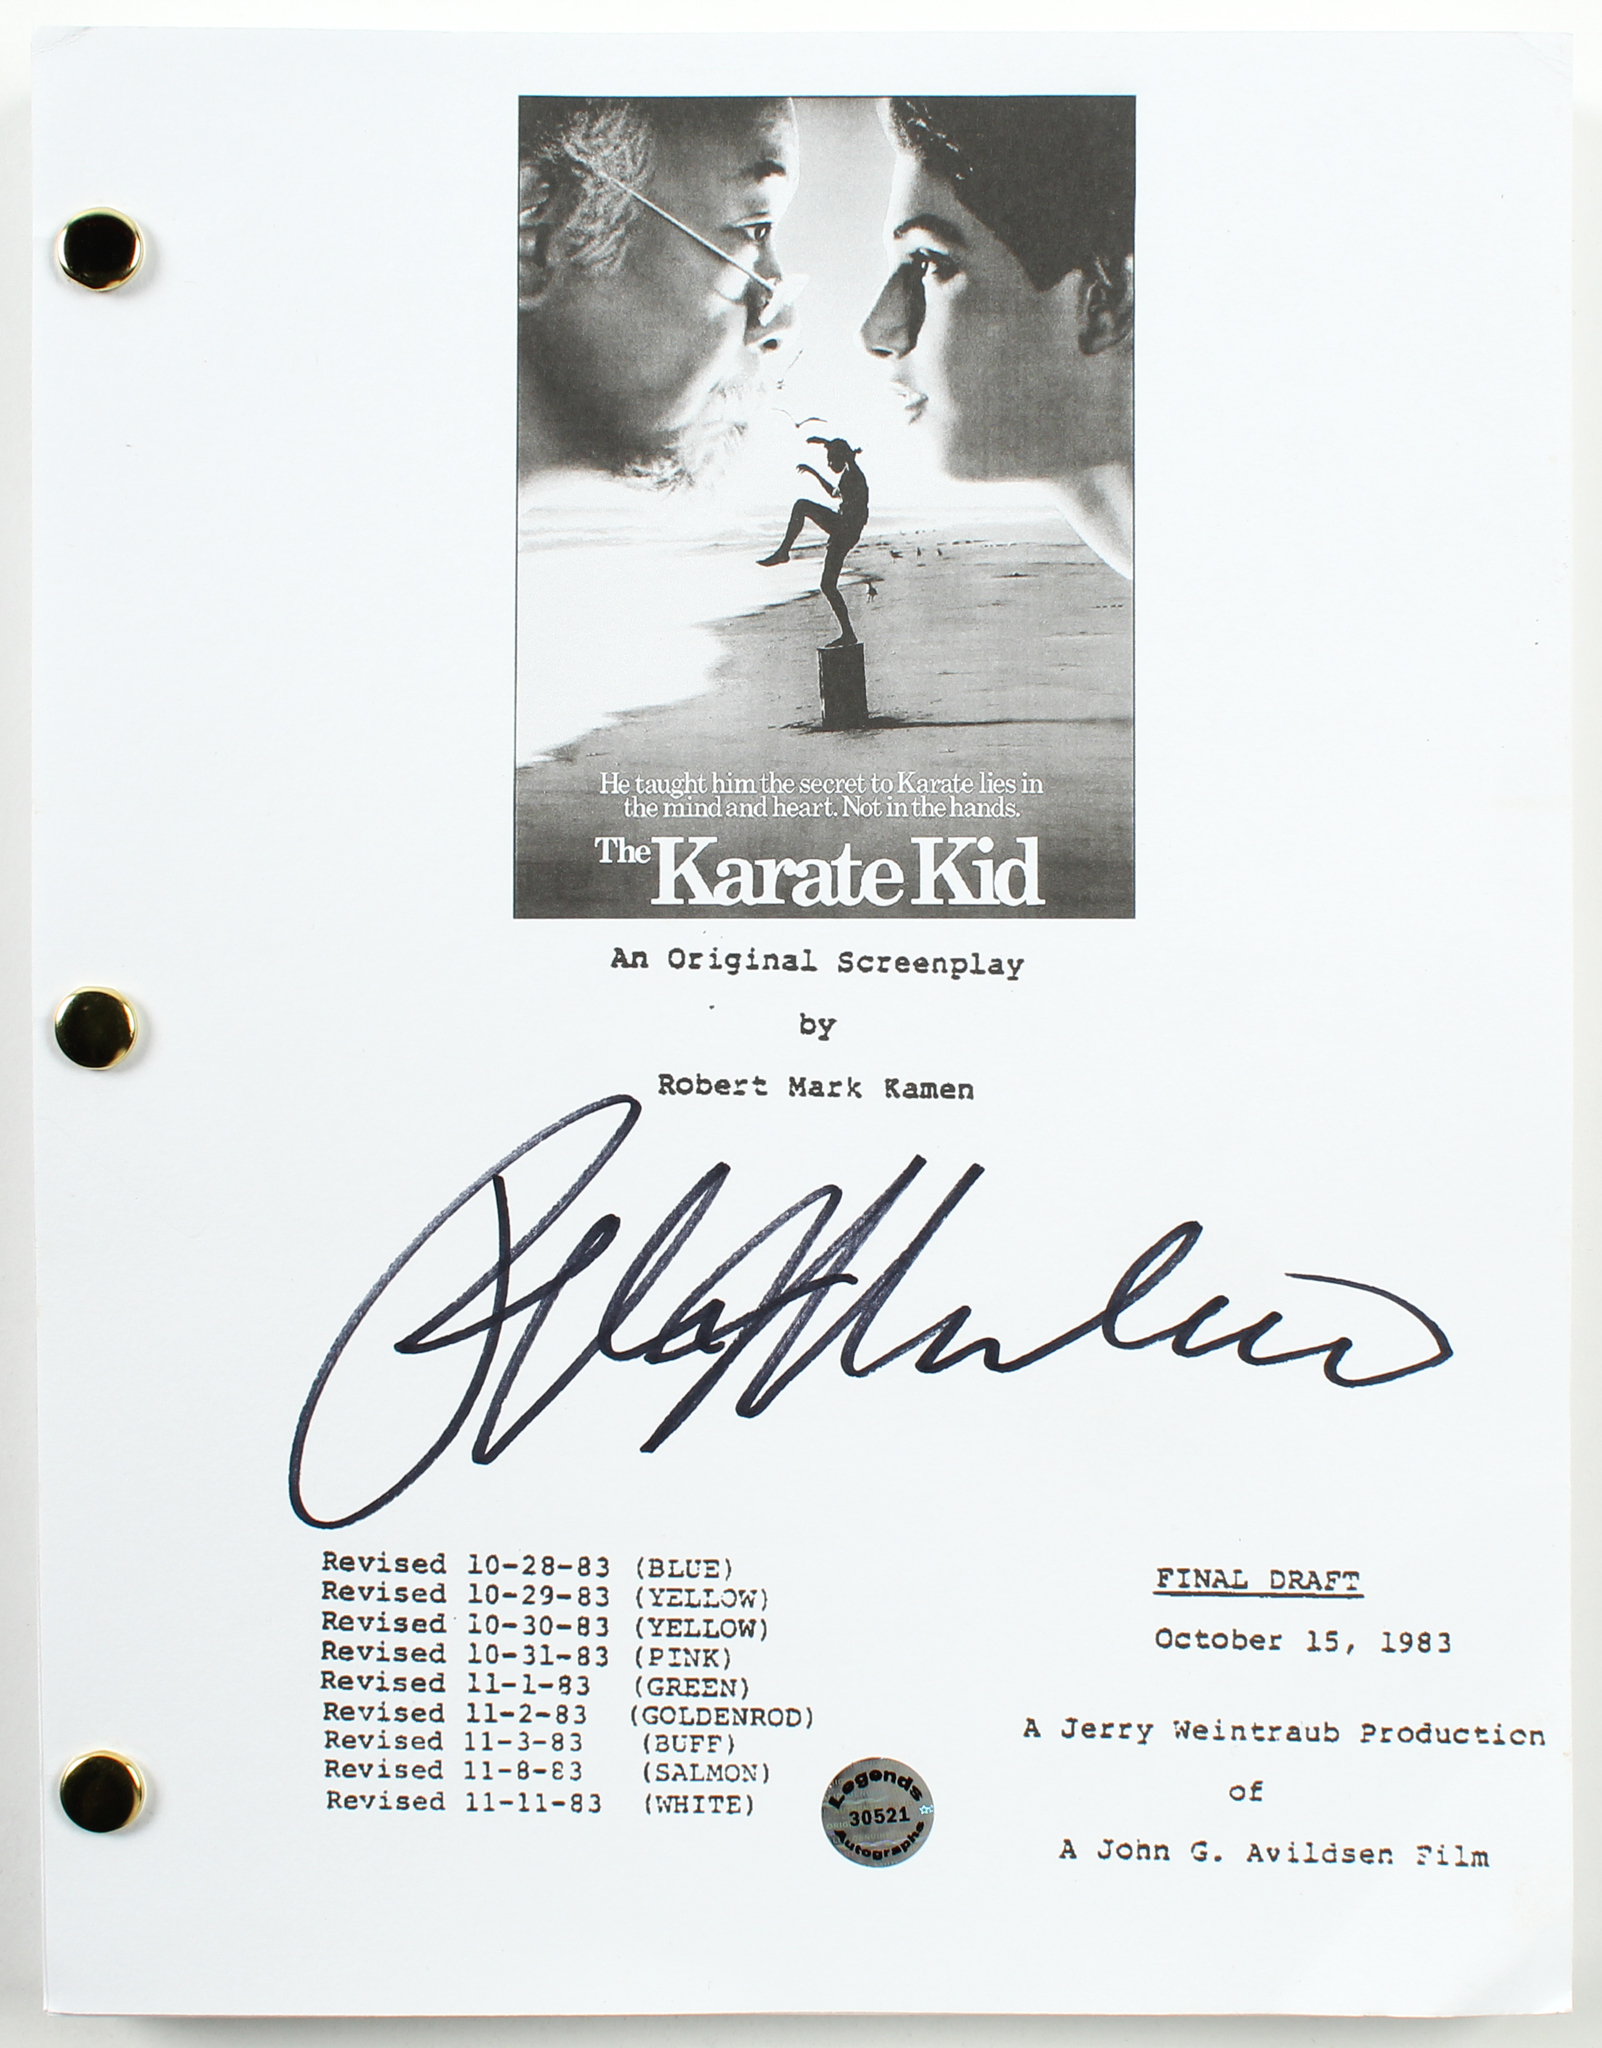 He taught him the secret to Karate lies in
the mind and heart. Not in the hands.
The Karate Kid
An Original Screenplay
by
Robert Mark Kamen
Revised 10-28-83 (BLUE)
Revised 10-29-83 (YELLOW)
Revised 10-30-83 (YELLOW)
Revised 10-31-83 (PINK)
Revised 11-1-83 (GREEN)
Revised 11-2-83 (GOLDENROD)
Revised 11-3-83 (BUFF)
Revised 11-8-83 (SALMON)
Revised 11-11-83 (WHITE)
FINAL DRAFT
October 15, 1983
A Jerry Weintraub Production
of
A John G. Avildsen Film
Legends
30521
Autographs